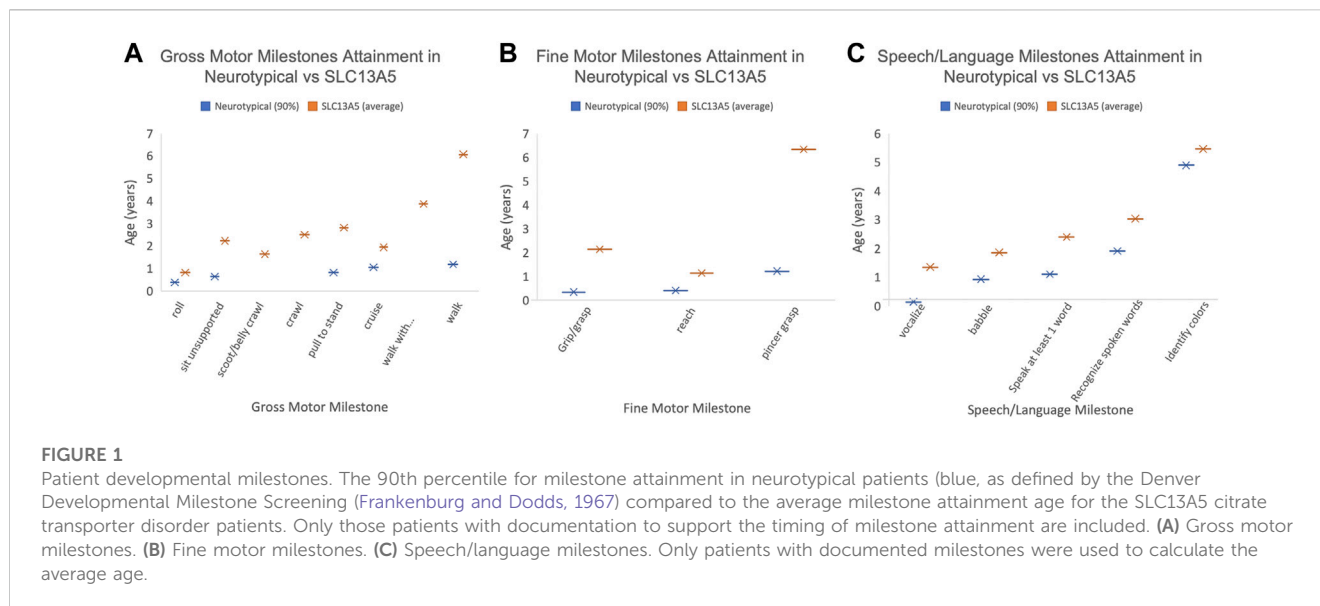 A Gross Motor Milestones Attainment in
Neurotypical vs SLC13A5
Neurotypical (90%) SLC13A5 (average)
7
6
5
4
3
2
1
0
Age (years)
roll
sit unsupported
scoot/belly crawl
crawl
pull to stand
cruise
walk with...
walk
Gross Motor Milestone
B Fine Motor Milestones Attainment in
Neurotypical vs SLC13A5
Neurotypical (90%) SLC13A5 (average)
7
6
5
4
3
2
1
0
Age (years)
Grip/grasp
reach
pincer grasp
Fine Motor Milestone
C Speech/Language Milestones Attainment in
Neurotypical vs SLC13A5
Neurotypical (90%) SLC13A5 (average)
6
5
4
3
2
1
0
Age (years)
vocalize
babble
Speak at least 1 word
Recognize spoken words
Identify colors
Speech/Language Milestone
FIGURE 1
Patient developmental milestones. The 90th percentile for milestone attainment in neurotypical patients (blue, as defined by the Denver
Developmental Milestone Screening (Frankenburg and Dodds, 1967) compared to the average milestone attainment age for the SLC13A5 citrate
transporter disorder patients. Only those patients with documentation to support the timing of milestone attainment are included. (A) Gross motor
milestones. (B) Fine motor milestones. (C) Speech/language milestones. Only patients with documented milestones were used to calculate the
average age.